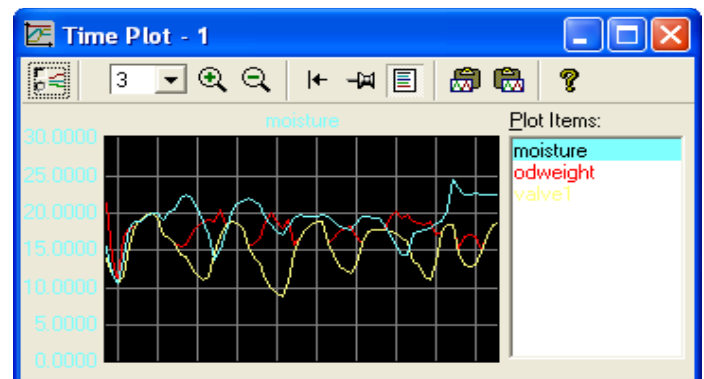 Time Plot - 1
3
moisture
Plot Items:
30.0000
25.0000
20.0000
15.0000
10.0000
5.0000
0.0000
moisture
odweight
valve1